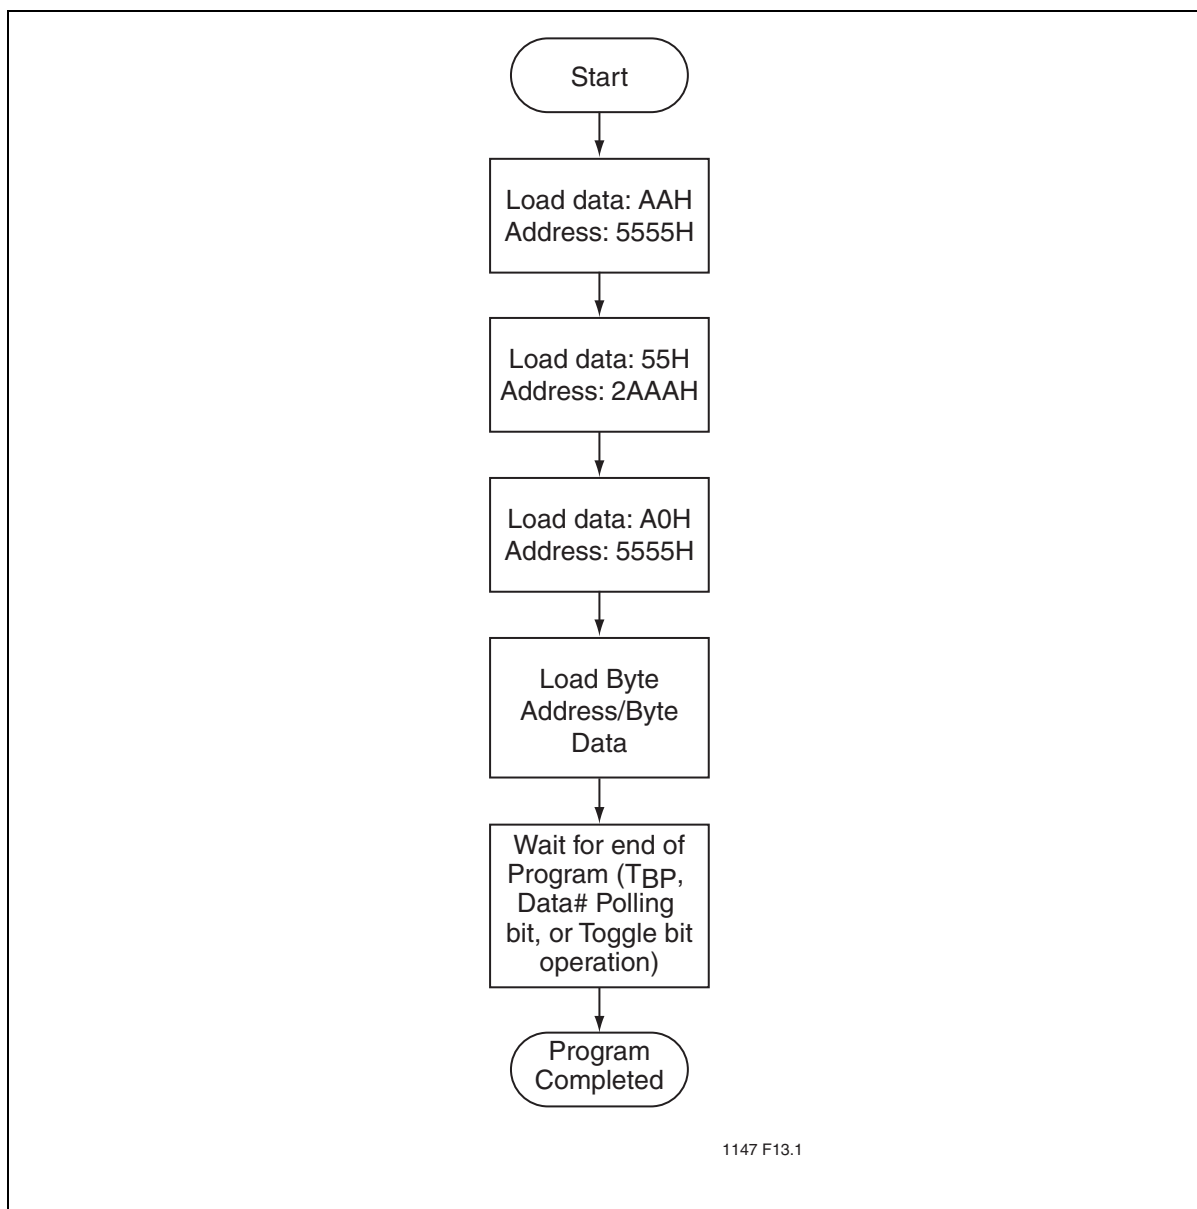 Start
Load data: AAH
Address: 5555H
Load data: 55H
Address: 2AAAH
Load data: A0H
Address: 5555H
Load Byte
Address/Byte
Data
Wait for end of
Program (TBP,
Data# Polling
bit, or Toggle bit
operation)
Program
Completed
1147 F13.1